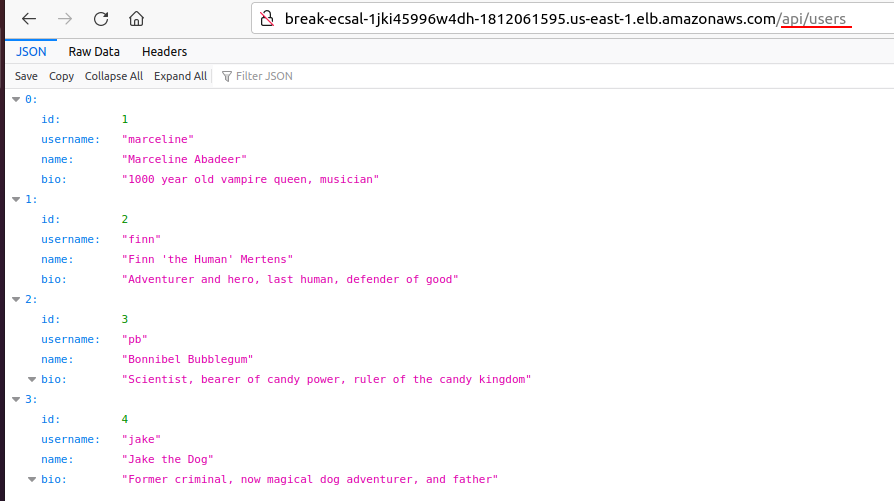 break-ecsal-1jki45996w4dh-1812061595.us-east-1.elb.amazonaws.com/api/users
JSON Raw Data Headers
Save Copy Collapse All Expand All Filter JSON
0:
id: 1
username: "marceline"
name: "Marceline Abadeer"
bio: "1000 year old vampire queen, musician"
1:
id: 2
username: "finn"
name: "Finn 'the Human' Mertens"
bio: "Adventurer and hero, last human, defender of good"
2:
id: 3
username: "pb"
name: "Bonnibel Bubblegum"
bio: "Scientist, bearer of candy power, ruler of the candy kingdom"
3:
id: 4
username: "jake"
name: "Jake the Dog"
bio: "Former criminal, now magical dog adventurer, and father"